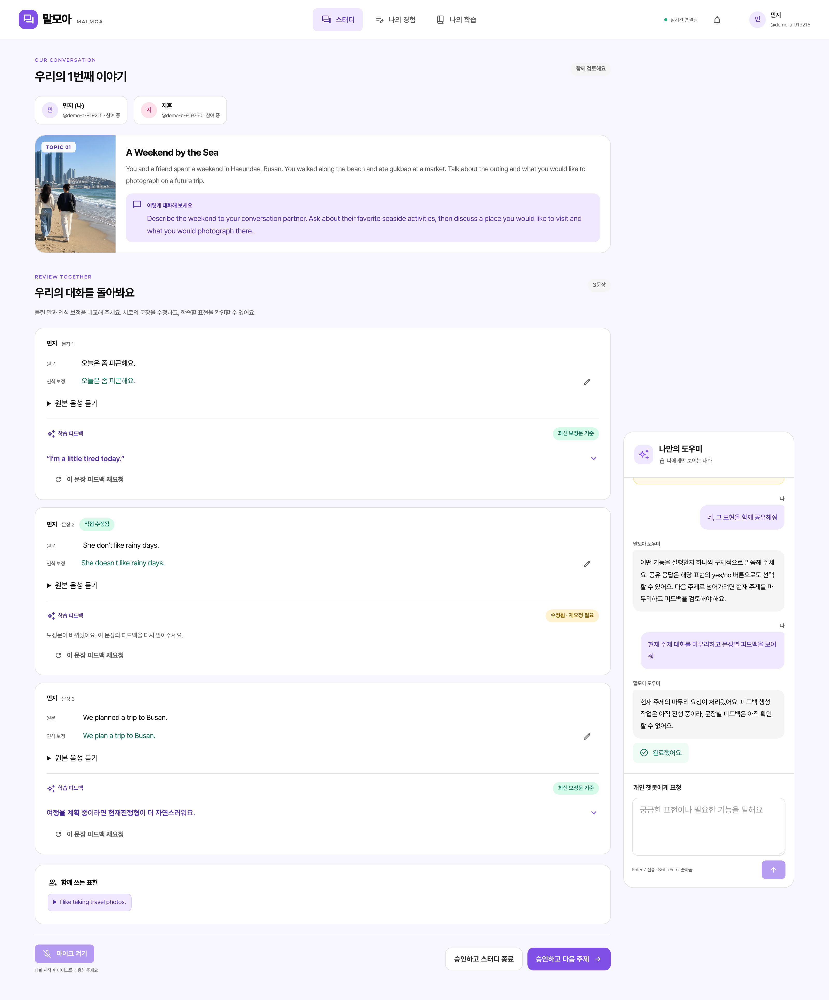 말모아 MALMOA
스터디
나의 경험
나의 학습
실시간 연결됨
민
민지
@demo-a-919215
OUR CONVERSATION
우리의 1번째 이야기
함께 검토해요
민
민지 (나)
@demo-a-919215 · 참여 중
지
지훈
@demo-b-919760 · 참여 중
TOPIC 01
A Weekend by the Sea
You and a friend spent a weekend in Haeundae, Busan. You walked along the beach and ate gukbap at a market. Talk about the outing and what you would like to
photograph on a future trip.
이렇게 대화해 보세요
Describe the weekend to your conversation partner. Ask about their favorite seaside activities, then discuss a place you would like to visit and
what you would photograph there.
REVIEW TOGETHER
우리의 대화를 돌아봐요
3문장
들린 말과 인식 보정을 비교해 주세요. 서로의 문장을 수정하고, 학습할 표현을 확인할 수 있어요.
민지 문장 1
원문 오늘은 좀 피곤해요.
인식 보정 오늘은 좀 피곤해요.
원본 음성 듣기
학습 피드백
최신 보정문 기준
“I’m a little tired today.”
이 문장 피드백 재요청
민지 문장 2 직접 수정됨
원문 She don't like rainy days.
인식 보정 She doesn't like rainy days.
원본 음성 듣기
학습 피드백
수정됨 · 재요청 필요
보정문이 바뀌었어요. 이 문장의 피드백을 다시 받아주세요.
이 문장 피드백 재요청
민지 문장 3
원문 We planned a trip to Busan.
인식 보정 We plan a trip to Busan.
원본 음성 듣기
학습 피드백
최신 보정문 기준
여행을 계획 중이라면 현재진행형이 더 자연스러워요.
이 문장 피드백 재요청
함께 쓰는 표현
I like taking travel photos.
마이크 켜기
대화 시작 후 마이크를 허용해 주세요
승인하고 스터디 종료
승인하고 다음 주제
나만의 도우미
나에게만 보이는 대화
나
네, 그 표현을 함께 공유해줘
말모아 도우미
어떤 기능을 실행할지 하나씩 구체적으로 말씀해 주세
요. 공유 응답은 해당 표현의 yes/no 버튼으로도 선택
할 수 있어요. 다음 주제로 넘어가려면 현재 주제를 마
무리하고 피드백을 검토해야 해요.
나
현재 주제 대화를 마무리하고 문장별 피드백을 보여
줘
말모아 도우미
현재 주제의 마무리 요청이 처리됐어요. 피드백 생성
작업은 아직 진행 중이라, 문장별 피드백은 아직 확인
할 수 없어요.
완료했어요.
개인 챗봇에게 요청
궁금한 표현이나 필요한 기능을 말해요
Enter로 전송 · Shift+Enter 줄바꿈